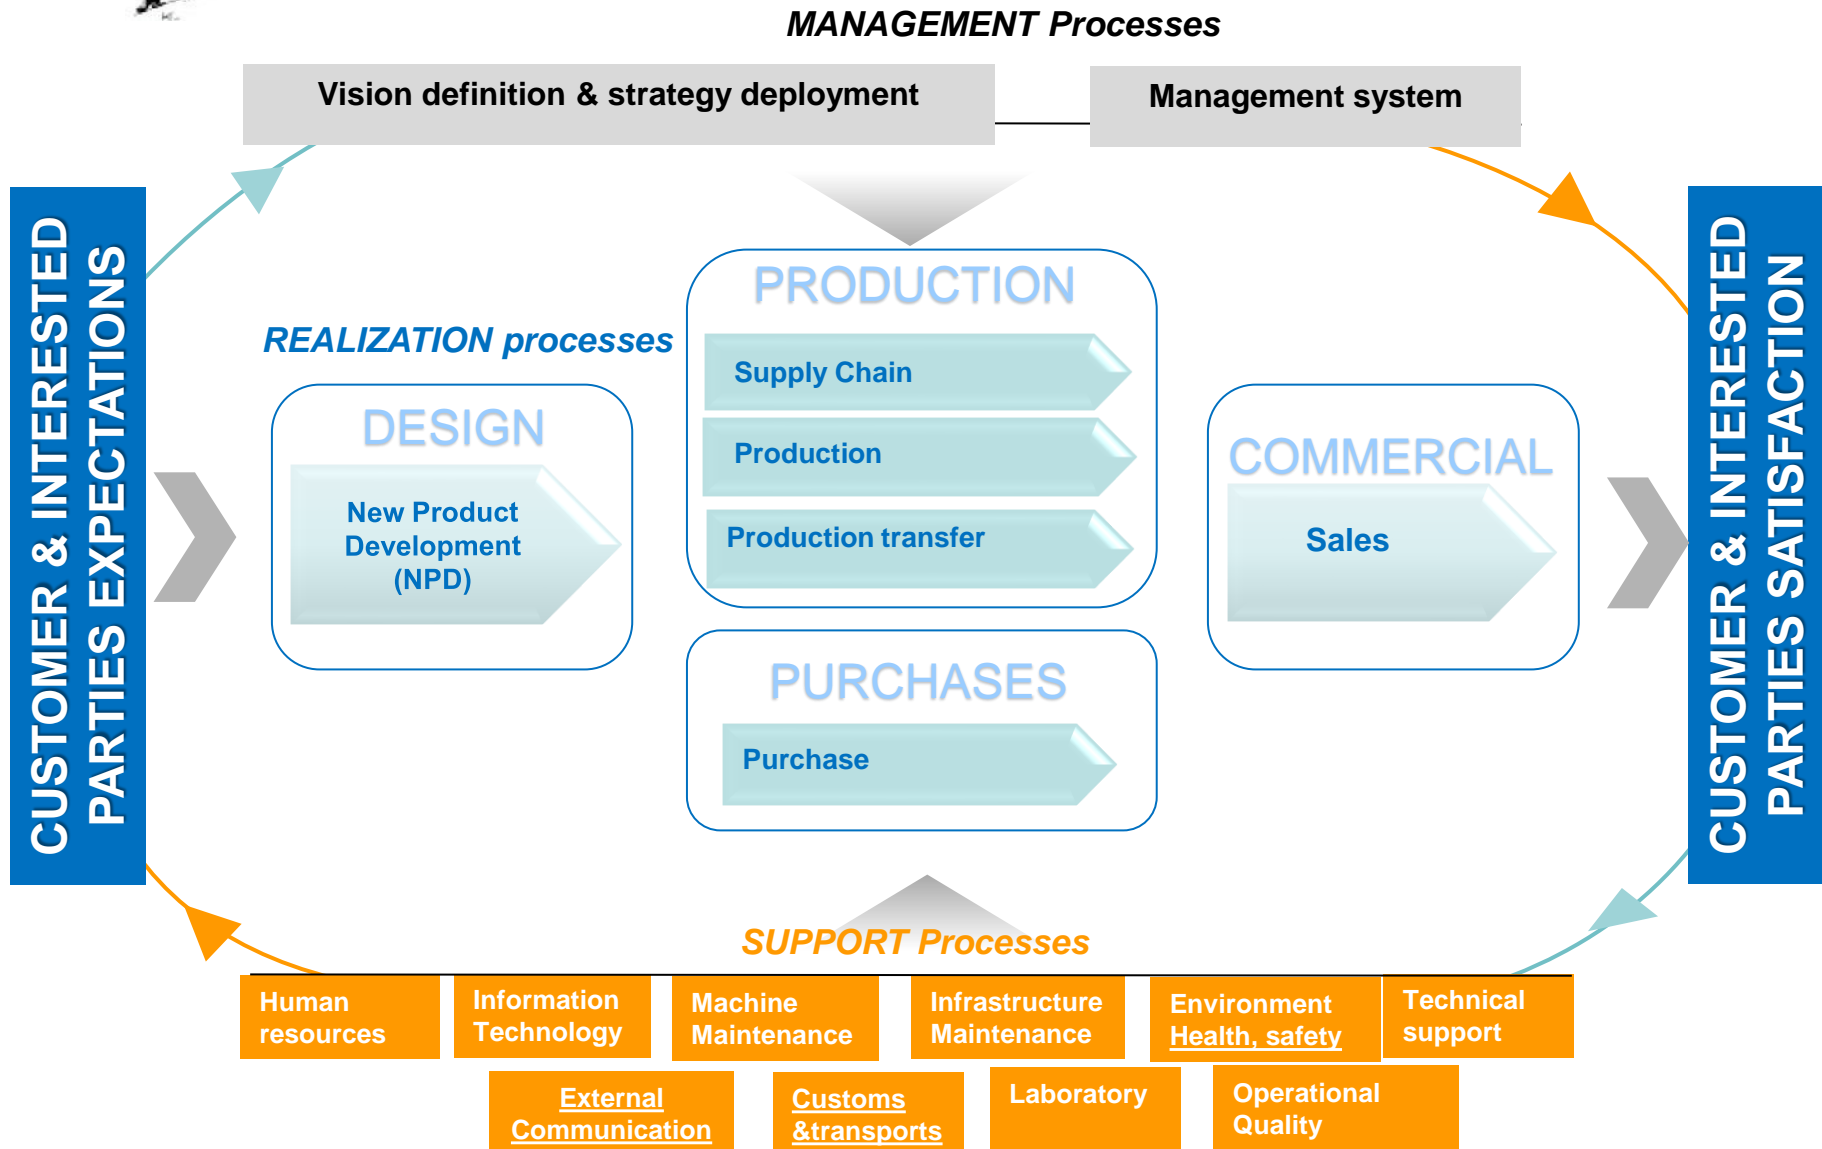 MANAGEMENT Processes
Vision definition & strategy deployment
Management system
CUSTOMER & INTERESTED
PARTIES EXPECTATIONS
REALIZATION processes
DESIGN
New Product
Development
(NPD)
PRODUCTION
Supply Chain
Production
Production transfer
PURCHASES
Purchase
COMMERCIAL
Sales
CUSTOMER & INTERESTED
PARTIES SATISFACTION
SUPPORT Processes
Human
resources
Information
Technology
Machine
Maintenance
Infrastructure
Maintenance
Environment
Health, safety
Technical
support
External
Communication
Customs
&transports
Laboratory
Operational
Quality